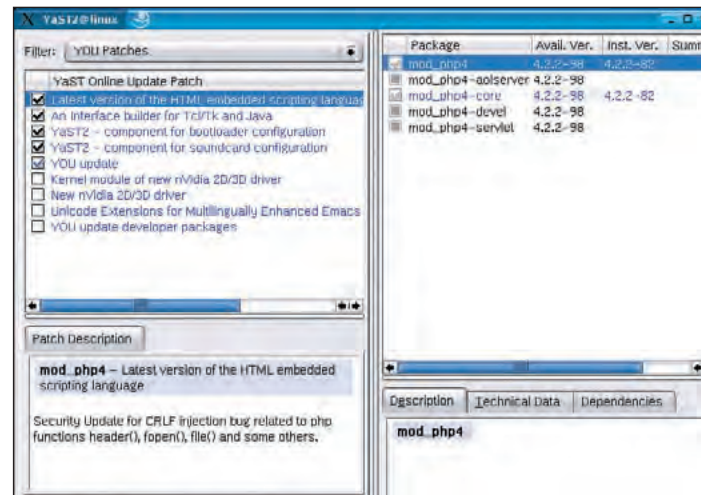 YaST2@linux
Filter: YOU Patches
YaST Online Update Patch
Latest version of the HTML embedded scripting languag
An Interface builder for Tcl/Tk and Java
YaST2 - component for bootloader configuration
YaST2 - component for soundcard configuration
YOU update
Kernel module of new nVidia 2D/3D driver
New nVidia 2D/3D driver
Unicode Extensions for Multilingually Enhanced Emacs
YOU update developer packages
Patch Description
mod_php4 – Latest version of the HTML embedded
scripting language
Security Update for CRLF injection bug related to php
functions header(), fopen(), file() and some others.
Package Avail. Ver. Inst. Ver. Summ
mod_php4 4.2.2-98 4.2.2-82
mod_php4-aolserver 4.2.2-98
mod_php4-core 4.2.2-98 4.2.2-82
mod_php4-devel 4.2.2-98
mod_php4-servlet 4.2.2-98
Description Technical Data Dependencies
mod_php4